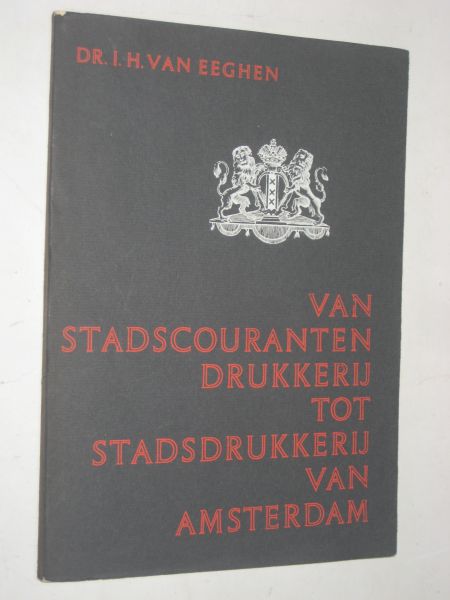 DR. I. H. VAN EEGHEN
VAN
STADSCOURANTEN
DRUKKERIJ
TOT
STADSDRUKKERIJ
VAN
AMSTERDAM